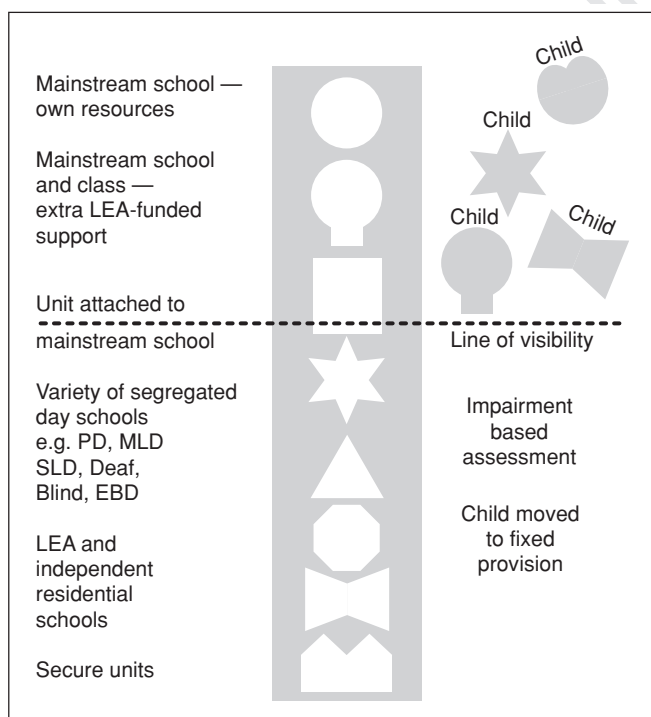 Mainstream school —
own resources
Mainstream school
and class —
extra LEA-funded
support
Unit attached to
mainstream school
Variety of segregated
day schools
e.g. PD, MLD
SLD, Deaf,
Blind, EBD
LEA and
independent
residential
schools
Secure units
Child
Child
Child
Child
Line of visibility
Impairment
based
assessment
Child moved
to fixed
provision